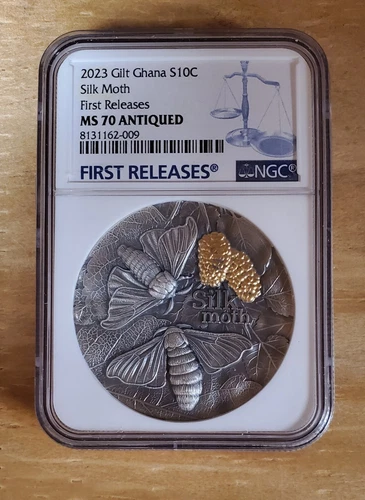 2023 Gilt Ghana S10C
Silk Moth
First Releases
MS 70 ANTIQUED
8131162-009
FIRST RELEASES® NGC®
Silk
moth